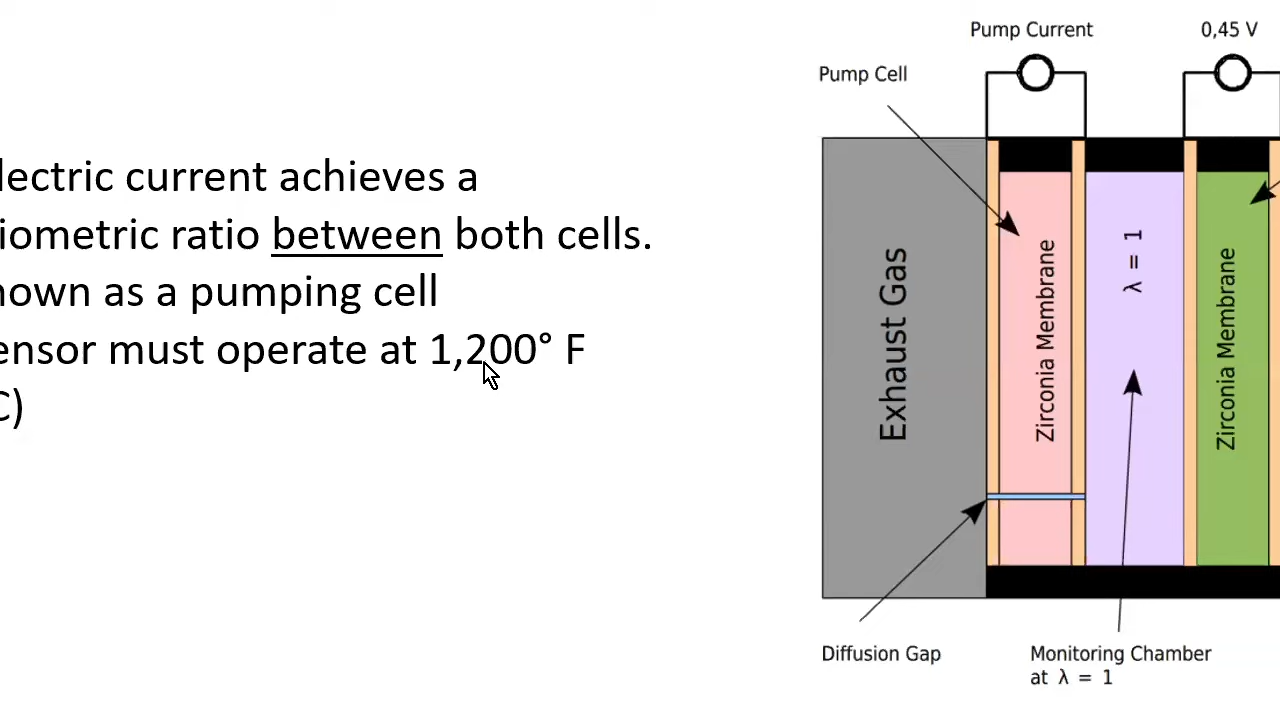 lectric current achieves a
iometric ratio between both cells.
nown as a pumping cell
ensor must operate at 1,200° F
C)
Pump Current
0,45 V
Pump Cell
Exhaust Gas
Zirconia Membrane
λ = 1
Zirconia Membrane
Diffusion Gap
Monitoring Chamber
at λ = 1